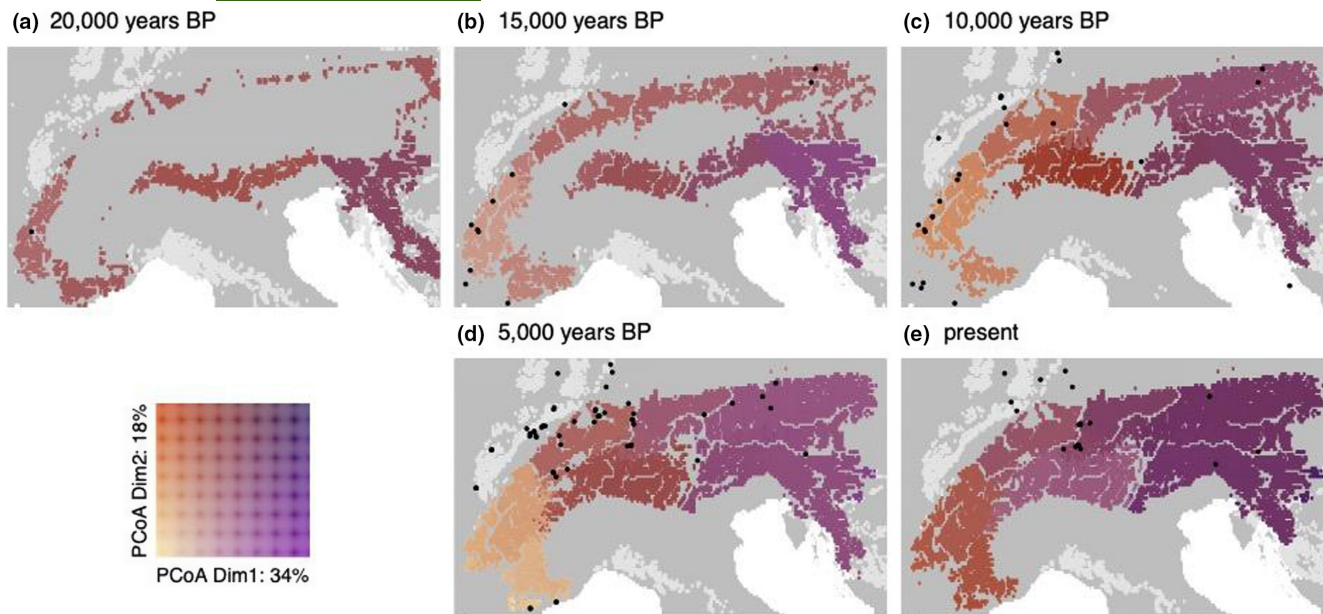 (a) 20,000 years BP
(b) 15,000 years BP
(c) 10,000 years BP
(d) 5,000 years BP
(e) present
PCoA Dim2: 18%
PCoA Dim1: 34%